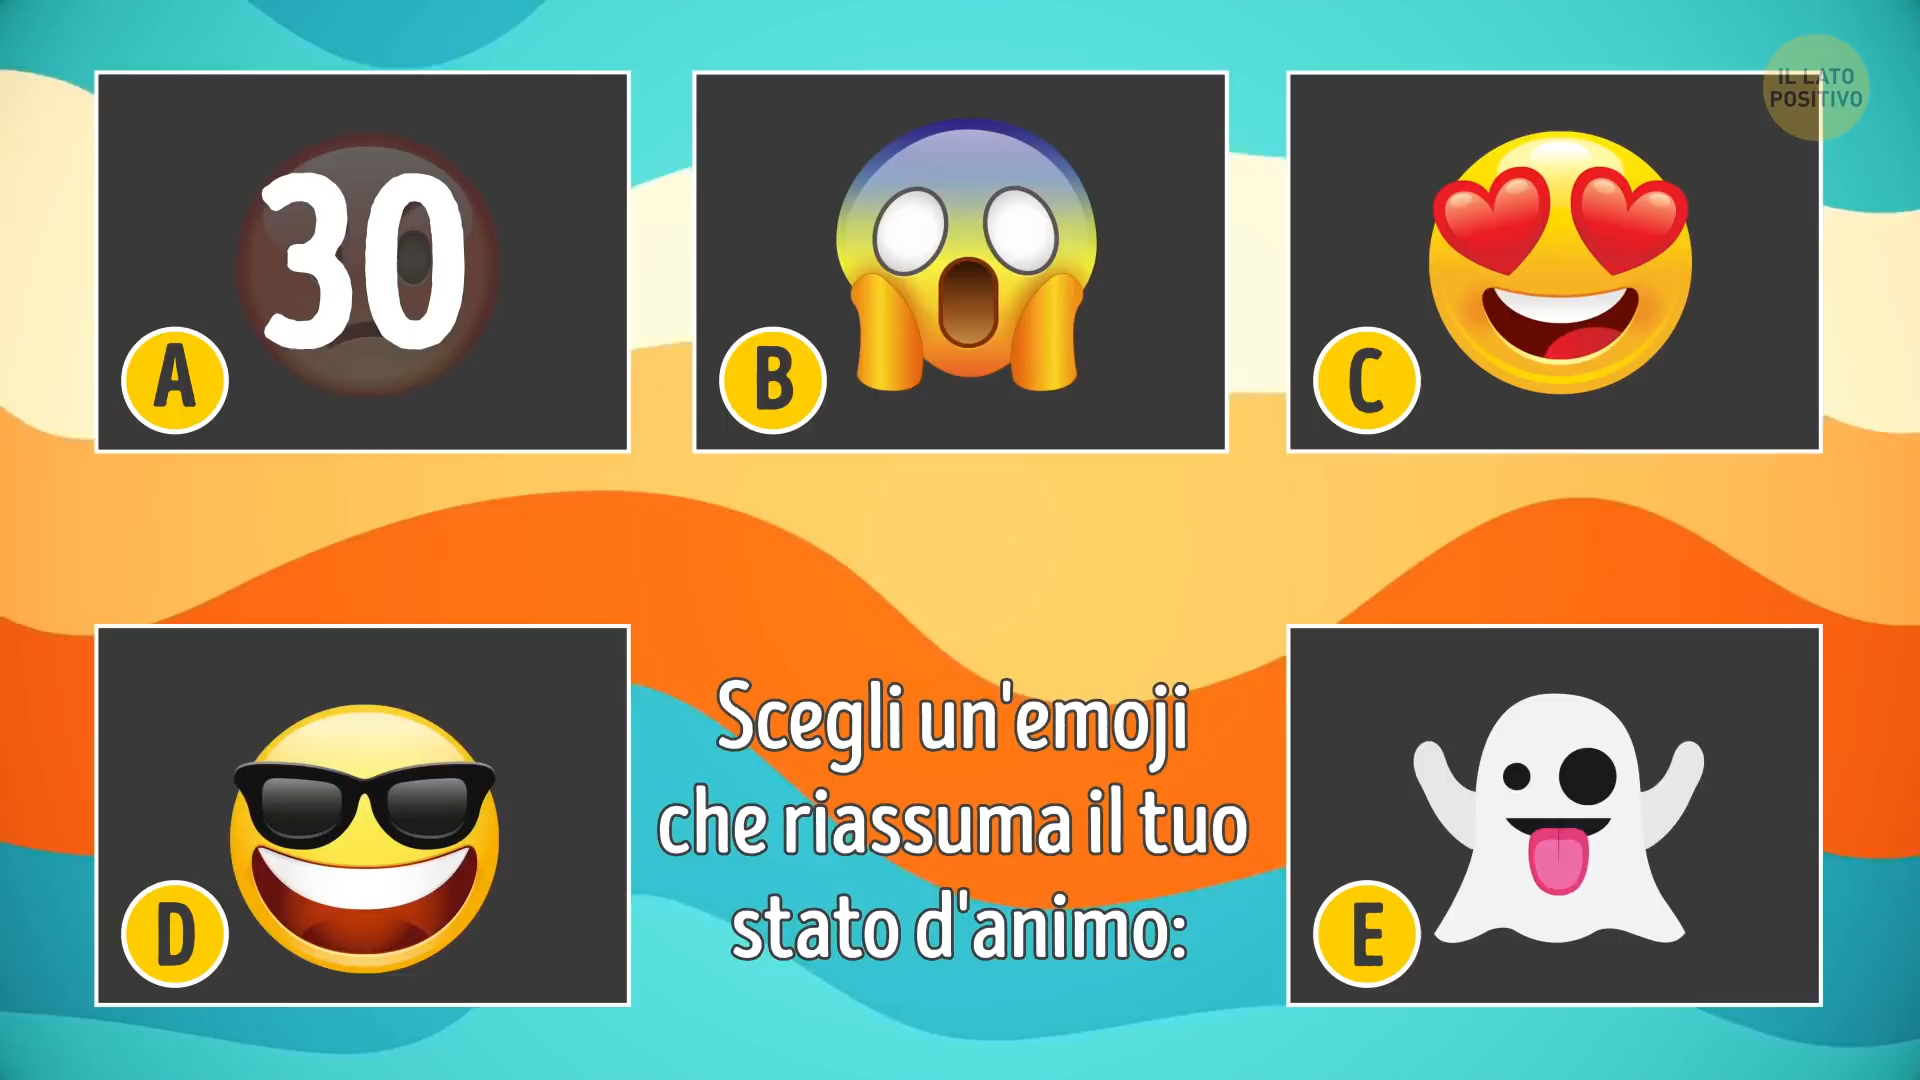 IL LATO
POSITIVO
30
A
B
C
D
Scegli un'emoji
che riassuma il tuo
stato d'animo:
E